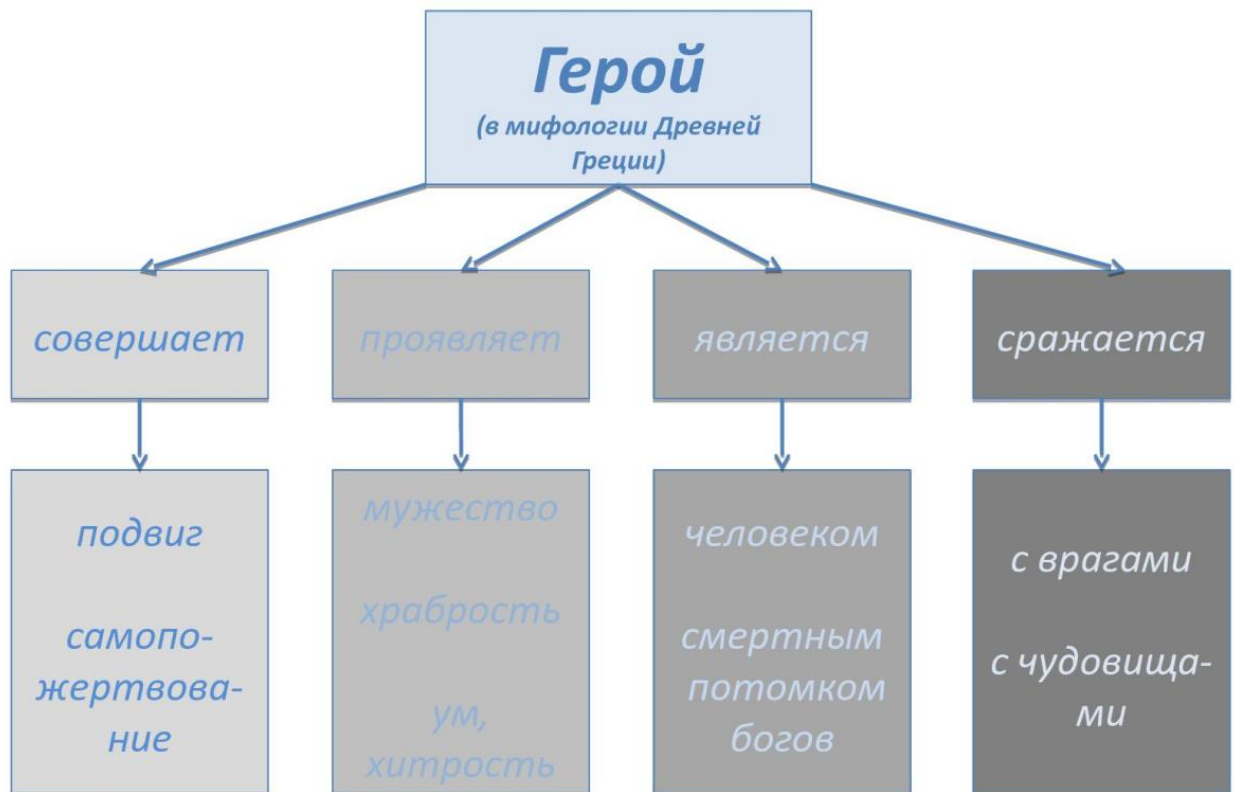 Герой
(в мифологии Древней
Греции)
совершает
проявляет
является
сражается
подвиг
самопо-
жертвова-
ние
мужество
храбрость
ум,
хитрость
человеком
смертным
потомком
богов
с врагами
с чудовища-
ми